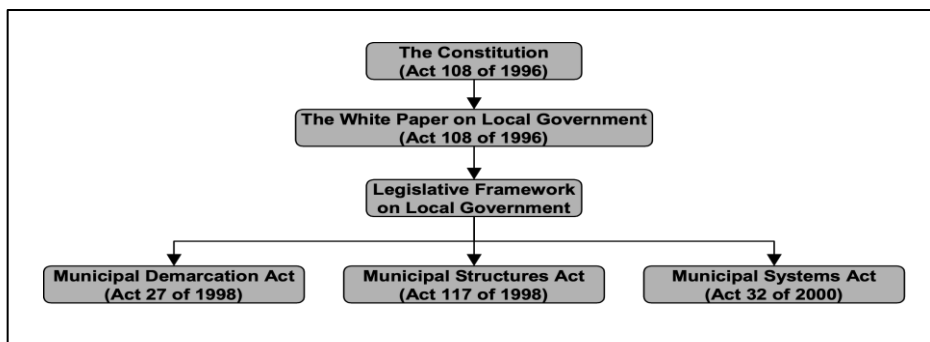 The Constitution
(Act 108 of 1996)
The White Paper on Local Government
(Act 108 of 1996)
Legislative Framework
on Local Government
Municipal Demarcation Act
(Act 27 of 1998)
Municipal Structures Act
(Act 117 of 1998)
Municipal Systems Act
(Act 32 of 2000)